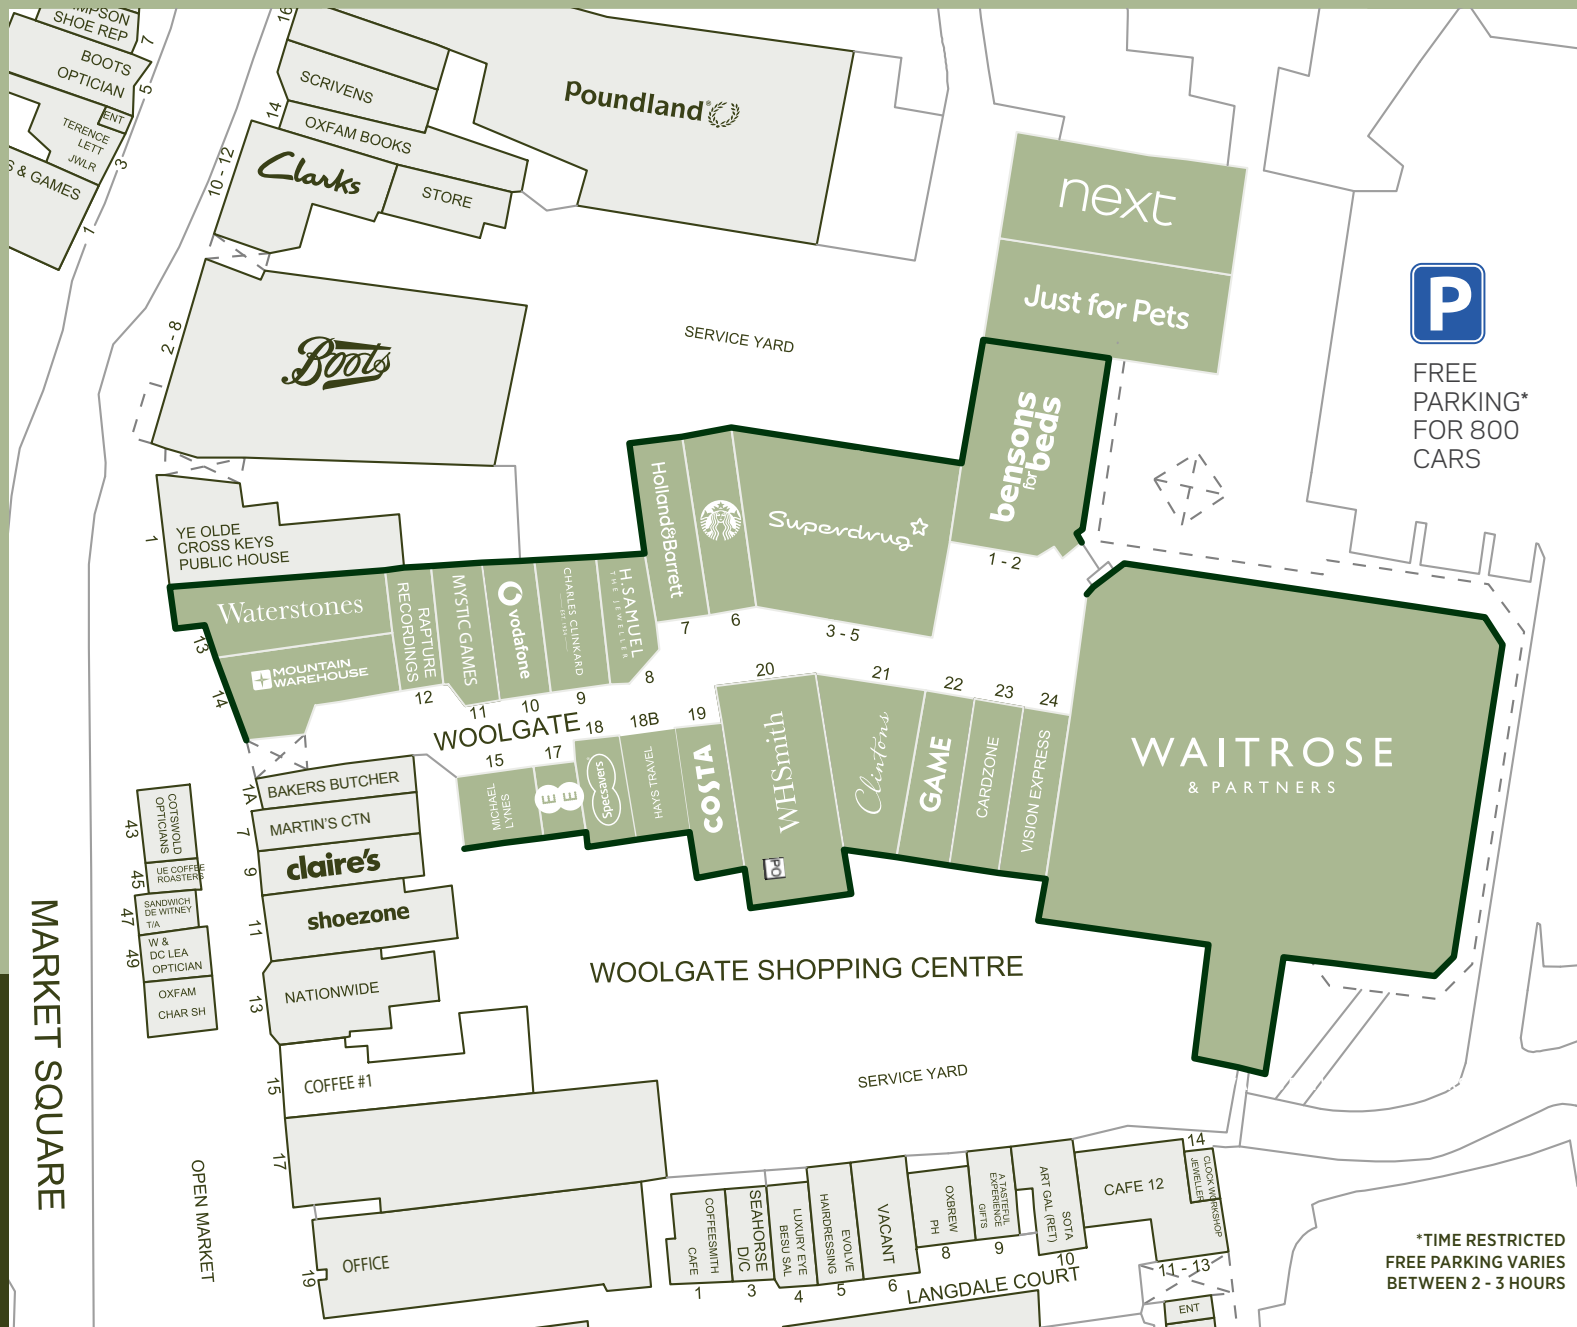 SHOE REP
7
BOOTS
OPTICIAN
5
ENT
TERENCE
LETT
JWLR
3
S & GAMES
1
16
SCRIVENS
14
OXFAM BOOKS
Clarks
10 - 12
STORE
Poundland
next
Just for Pets
P
FREE
PARKING*
FOR 800
CARS
SERVICE YARD
2 - 8
Boots
bensons
for beds
1 - 2
YE OLDE
CROSS KEYS
PUBLIC HOUSE
1
Holland&Barrett
7
6
Superdrug
3 - 5
Waterstones
13
MOUNTAIN
WAREHOUSE
14
RAPTURE
RECORDINGS
12
MYSTIC GAMES
11
vodafone
10
CHARLES CLINKARD
9
H.SAMUEL
THE JEWELLER
8
WOOLGATE
15
MICHAEL
LYNES
17
EE
18
Specsavers
18B
HAYS TRAVEL
19
COSTA
20
WHSmith
PO
21
Clintons
22
GAME
23
CARDZONE
24
VISION EXPRESS
WAITROSE
& PARTNERS
1A
BAKERS BUTCHER
7
MARTIN'S CTN
9
claire's
11
shoezone
13
NATIONWIDE
15
COFFEE #1
17
19
OFFICE
43
COTSWOLD
OPTICIANS
45
UE COFFEE
ROASTERS
47
SANDWICH
DE WITNEY
T/A
49
W &
DC LEA
OPTICIAN
OXFAM
CHAR SH
MARKET SQUARE
OPEN MARKET
WOOLGATE SHOPPING CENTRE
SERVICE YARD
COFFEESMITH
CAFE
1
SEAHORSE
D/C
3
LUXURY EYE
BESU SAL
4
EVOLVE
HAIRDRESSING
5
VACANT
6
OXBREW
PH
8
A TASTEFUL
EXPERIENCE
GIFTS
9
SOTA
ART GAL (RET)
10
CAFE 12
11 - 13
14
CLOCK WORKSHOP
JEWELLER
LANGDALE COURT
ENT
*TIME RESTRICTED
FREE PARKING VARIES
BETWEEN 2 - 3 HOURS